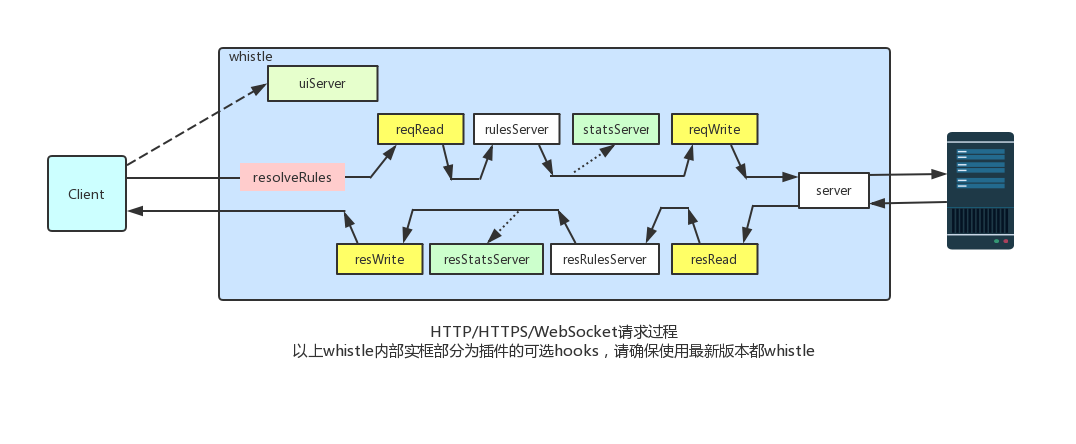 whistle
uiServer
reqRead
rulesServer
statsServer
reqWrite
Client
resolveRules
server
resWrite
resStatsServer
resRulesServer
resRead
HTTP/HTTPS/WebSocket请求过程
以上whistle内部实框部分为插件的可选hooks，请确保使用最新版本都whistle